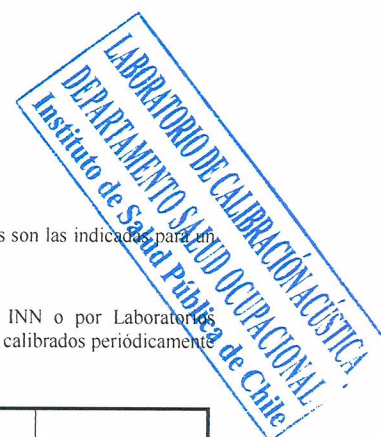 LABORATORIO DE CALIBRACIÓN ACÚSTICA
DEPARTAMENTO SALUD OCUPACIONAL
Instituto de Salud Pública de Chile
s son las indicadas para un
INN o por Laboratorios
calibrados periódicamente